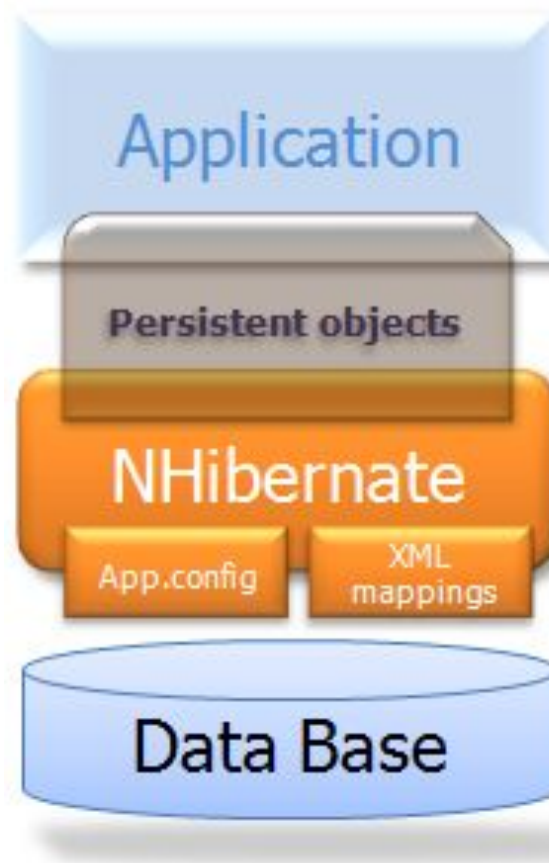 Application
Persistent objects
NHibernate
App.config
XML
mappings
Data Base